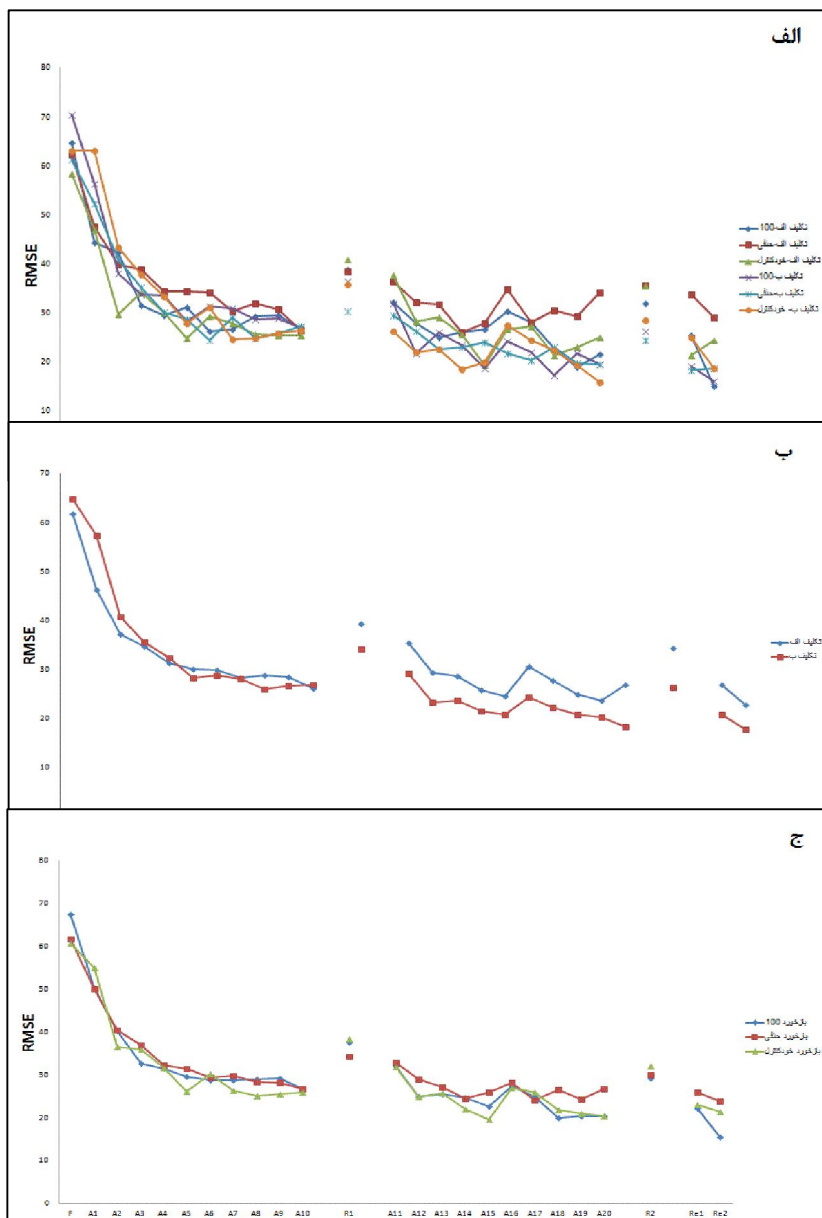 الف
80
70
60
50
40
30
20
10
RMSE
تکلیف الف-100
تکلیف الف-حذفی
تکلیف الف-خودکنترل
تکلیف ب-100
تکلیف ب-حذفی
تکلیف ب- خودکنترل
ب
70
60
50
40
30
20
10
RMSE
تکلیف الف
تکلیف ب
ج
80
70
60
50
40
30
20
10
0
RMSE
بازخورد 100
بازخورد حذفی
بازخورد خودکنترل
P A1 A2 A3 A4 A5 A6 A7 A8 A9 A10 R1 A11 A12 A13 A14 A15 A16 A17 A18 A19 A20 R2 Re1 Re2